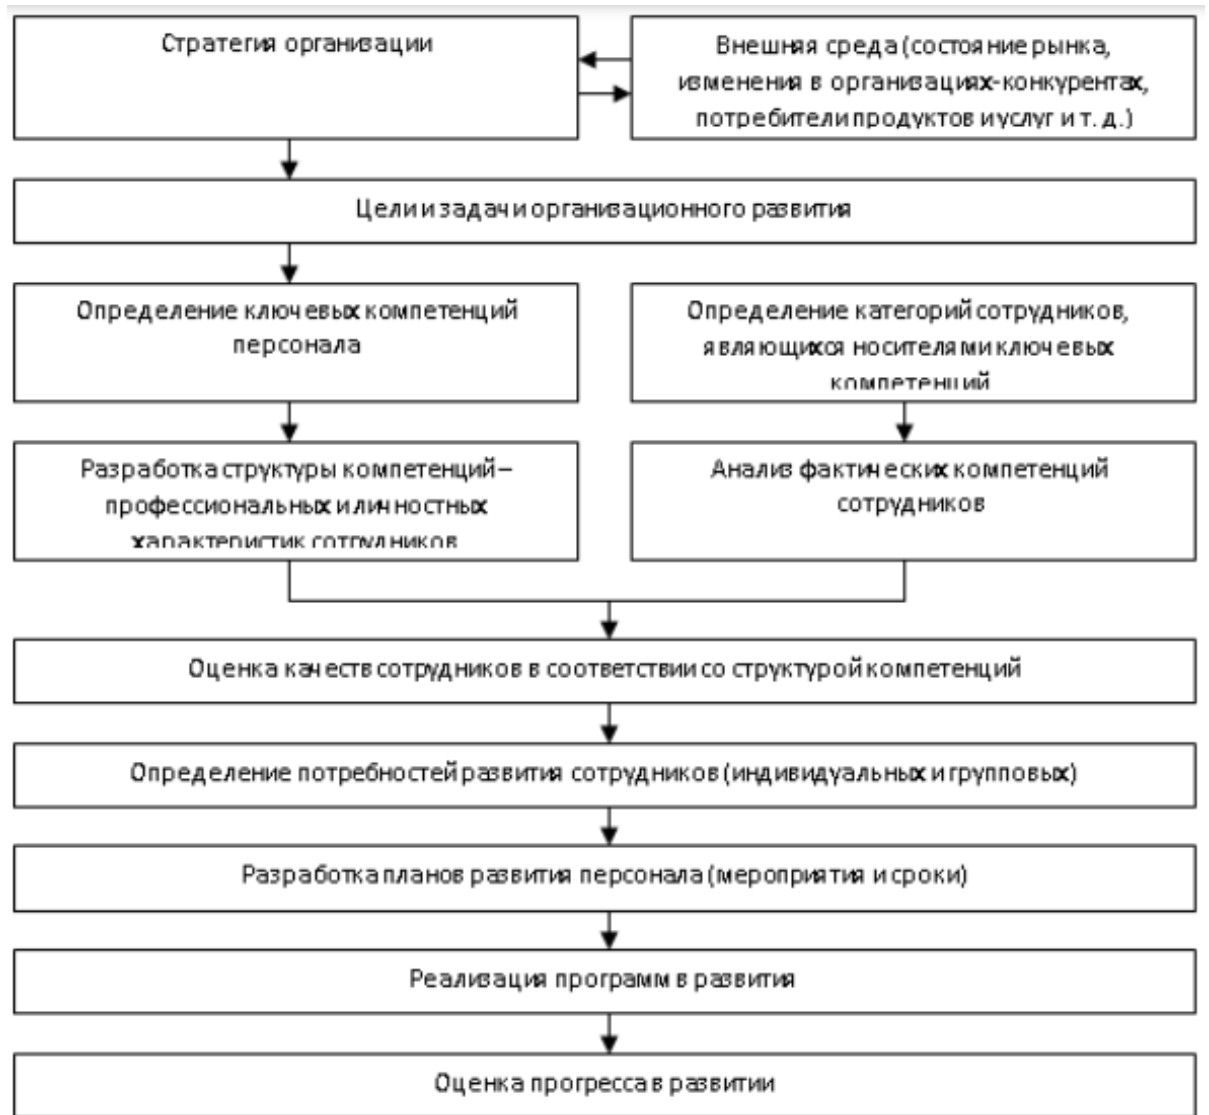 Стратегия организации
Внешняя среда (состояние рынка,
изменения в организациях-конкурентах,
потребители продуктов и услуг и т. д.)
Цели и задачи организационного развития
Определение ключевых компетенций
персонала
Определение категорий сотрудников,
являющихся носителями ключевых
компетенций
Разработка структуры компетенций –
профессиональных и личностных
характеристик сотрудников
Анализ фактических компетенций
сотрудников
Оценка качеств сотрудников в соответствии со структурой компетенций
Определение потребностей развития сотрудников (индивидуальных и групповых)
Разработка планов развития персонала (мероприятия и сроки)
Реализация программ в развития
Оценка прогресса в развитии